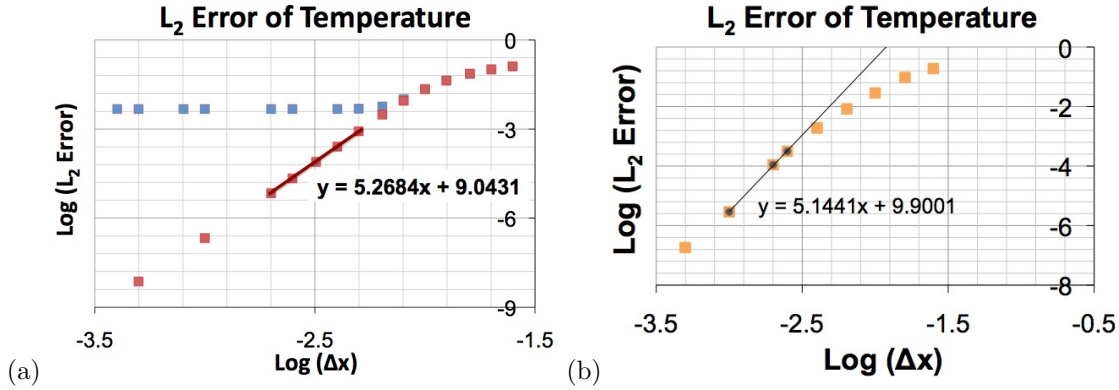 L₂ Error of Temperature
0
-3
-6
-9
Log (L₂ Error)
y = 5.2684x + 9.0431
-3.5 -2.5 -1.5
Log (Δx)
(a)
L₂ Error of Temperature
0
-2
-4
-6
-8
Log (L₂ Error)
y = 5.1441x + 9.9001
-3.5 -2.5 -1.5 -0.5
Log (Δx)
(b)